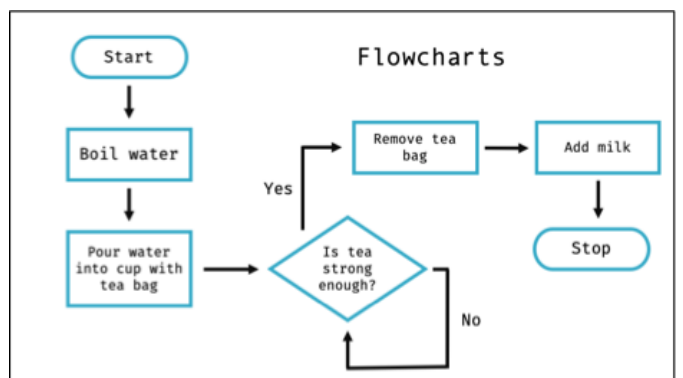 Flowcharts
Start
Boil water
Pour water
into cup with
tea bag
Is tea
strong
enough?
Yes
No
Remove tea
bag
Add milk
Stop